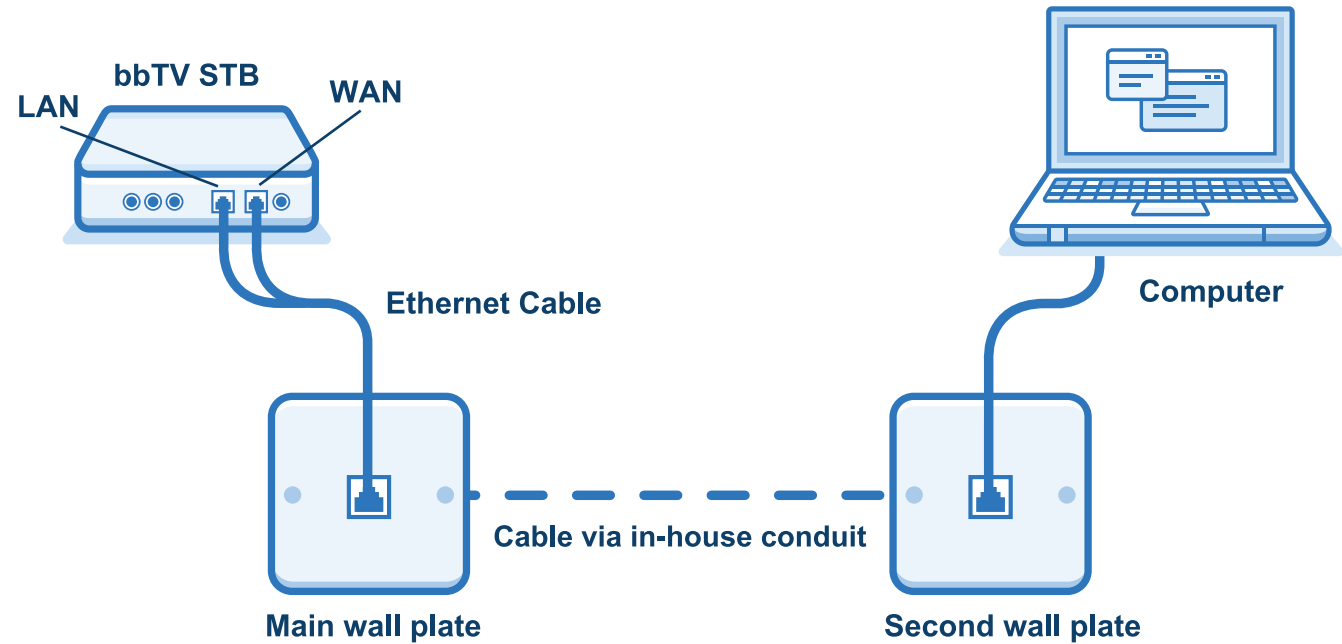 bbTV STB
LAN
WAN
Ethernet Cable
Computer
Cable via in-house conduit
Main wall plate
Second wall plate